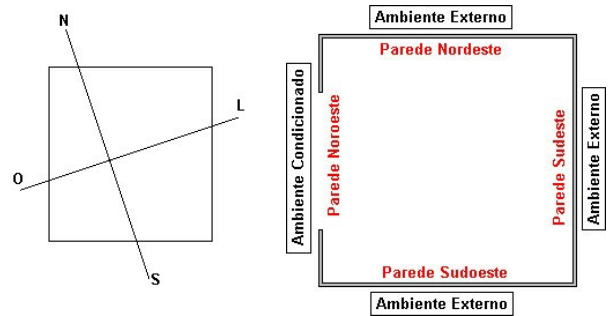 N
L
O
S
Ambiente Externo
Parede Nordeste
Ambiente Condicionado
Parede Noroeste
Parede Sudeste
Ambiente Externo
Parede Sudoeste
Ambiente Externo